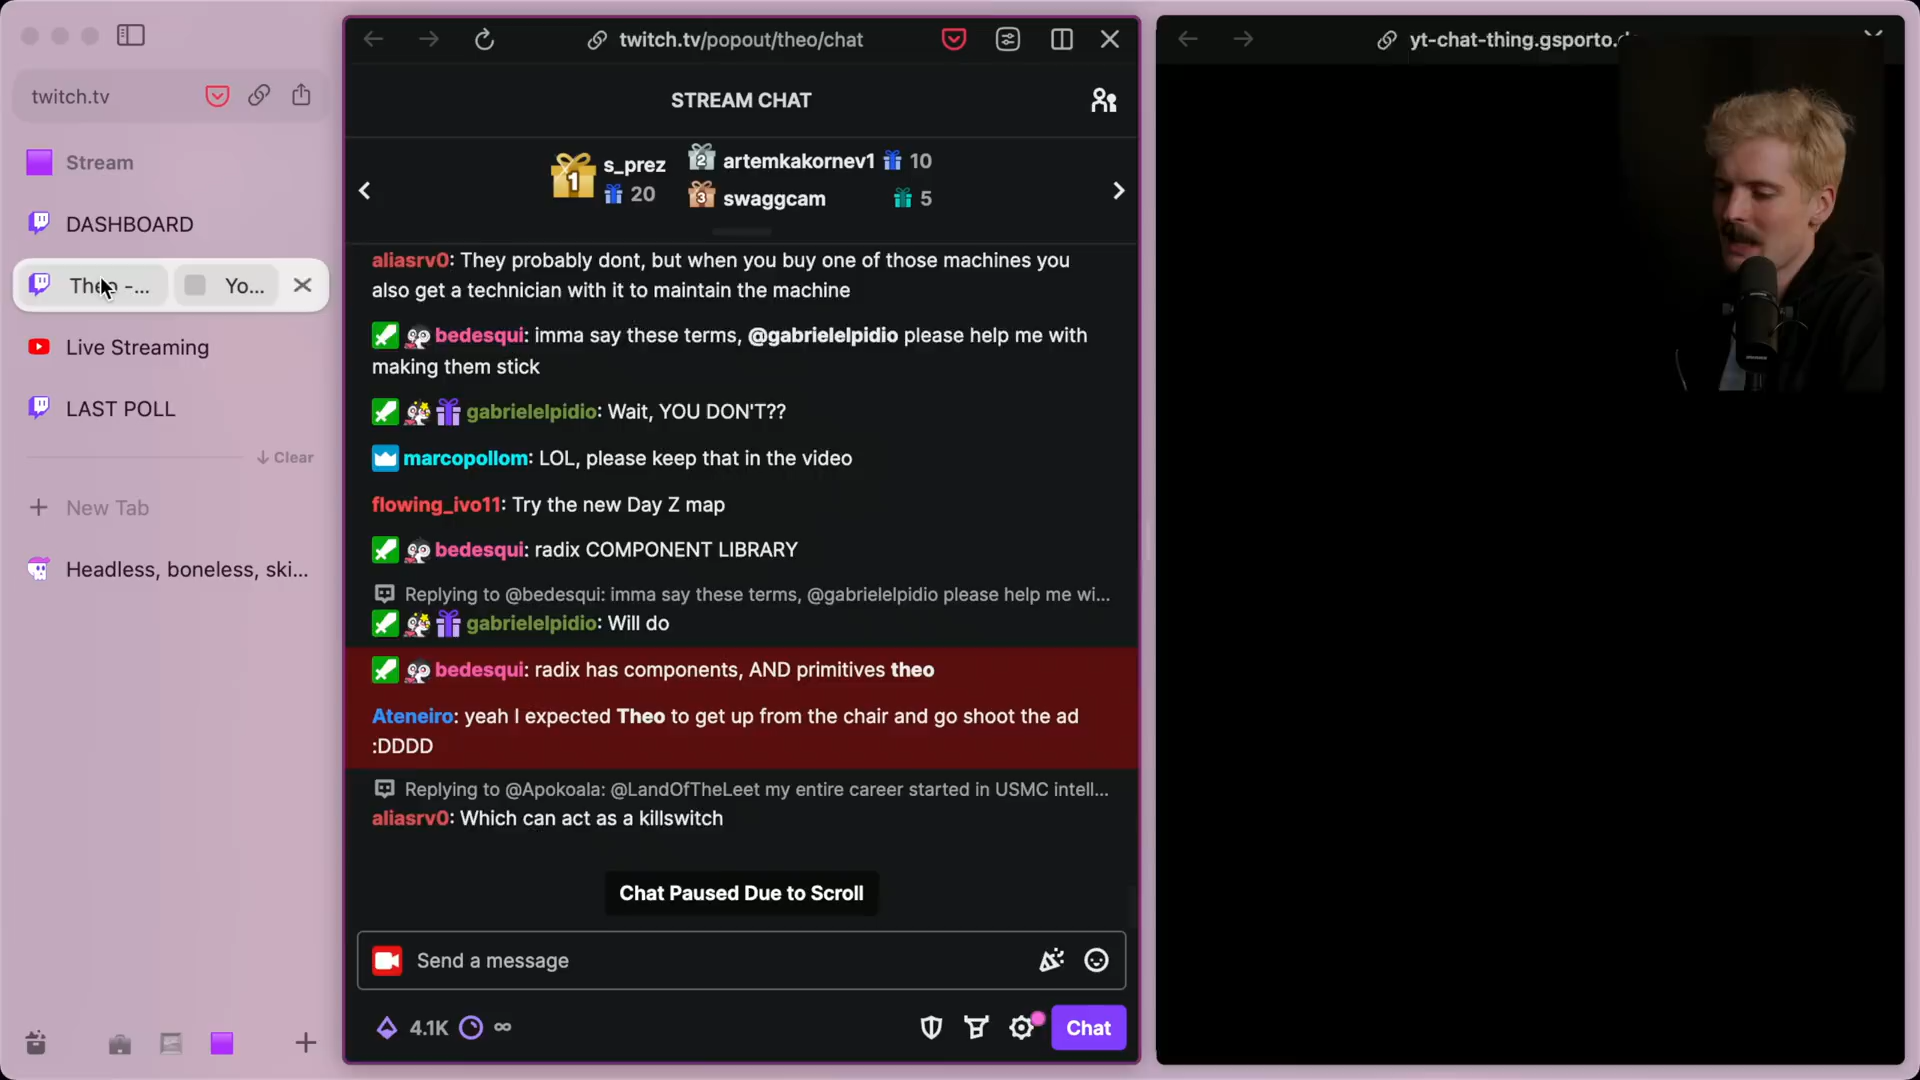 twitch.tv/popout/theo/chat
yt-chat-thing.gsporto.
twitch.tv
STREAM CHAT
Stream
1
s_prez
20
2
artemkakornev1
10
3
swaggcam
5
DASHBOARD
Theo -...
Yo...
Live Streaming
LAST POLL
Clear
New Tab
Headless, boneless, ski...
aliasrv0: They probably dont, but when you buy one of those machines you
also get a technician with it to maintain the machine
bedesqui: imma say these terms, @gabrielelpidio please help me with
making them stick
gabrielelpidio: Wait, YOU DON'T??
marcopollom: LOL, please keep that in the video
flowing_ivo11: Try the new Day Z map
bedesqui: radix COMPONENT LIBRARY
Replying to @bedesqui: imma say these terms, @gabrielelpidio please help me wi...
gabrielelpidio: Will do
bedesqui: radix has components, AND primitives theo
Ateneiro: yeah I expected Theo to get up from the chair and go shoot the ad
:DDDD
Replying to @Apokoala: @LandOfTheLeet my entire career started in USMC intell...
aliasrv0: Which can act as a killswitch
Chat Paused Due to Scroll
Send a message
4.1K
∞
Chat